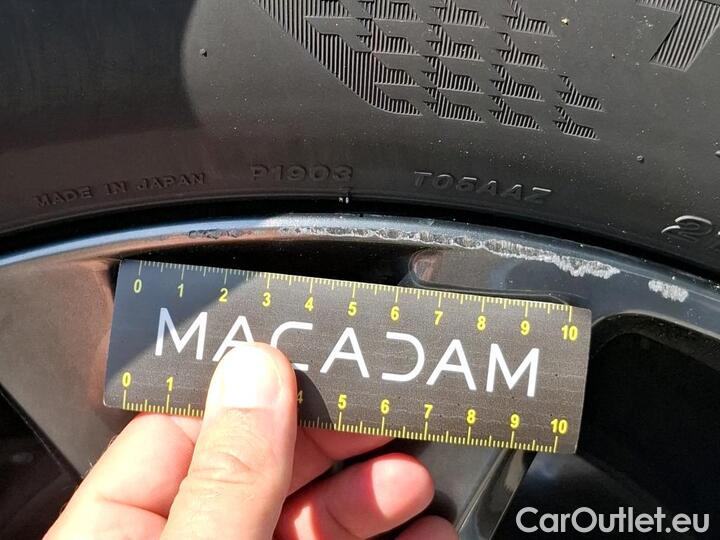 7
MADE IN JAPAN P1903 T05AAZ
0 1 2 3 4 5 6 7 8 9 10
MACADAM
0 1 4 5 6 7 8 9 10
CarOutlet.eu